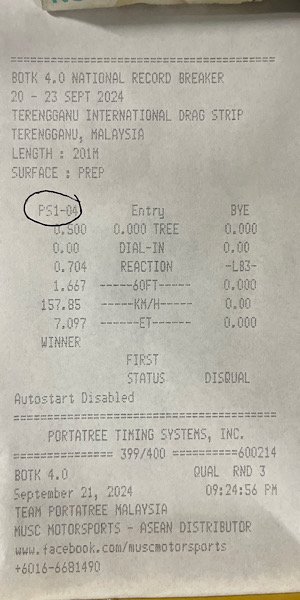 =========================================
BOTK 4.0 NATIONAL RECORD BREAKER
20 - 23 SEPT 2024
TERENGGANU INTERNATIONAL DRAG STRIP
TERENGGANU, MALAYSIA
LENGTH : 201M
SURFACE : PREP
PS1-04 Entry BYE
0.500 0.000 TREE 0.000
0.00 DIAL-IN 0.00
0.704 REACTION -LB3-
1.667 -----60FT----- 0.000
157.85 -----KM/H----- 0.00
7.097 ------ET------ 0.000
WINNER
FIRST
STATUS DISQUAL
Autostart Disabled
=========================================
PORTATREE TIMING SYSTEMS, INC.
=============== 399/400 ==========600214
BOTK 4.0 QUAL RND 3
September 21, 2024 09:24:56 PM
TEAM PORTATREE MALAYSIA
MUSC MOTORSPORTS - ASEAN DISTRIBUTOR
www.facebook.com/muscmotorsports
+6016-6681490